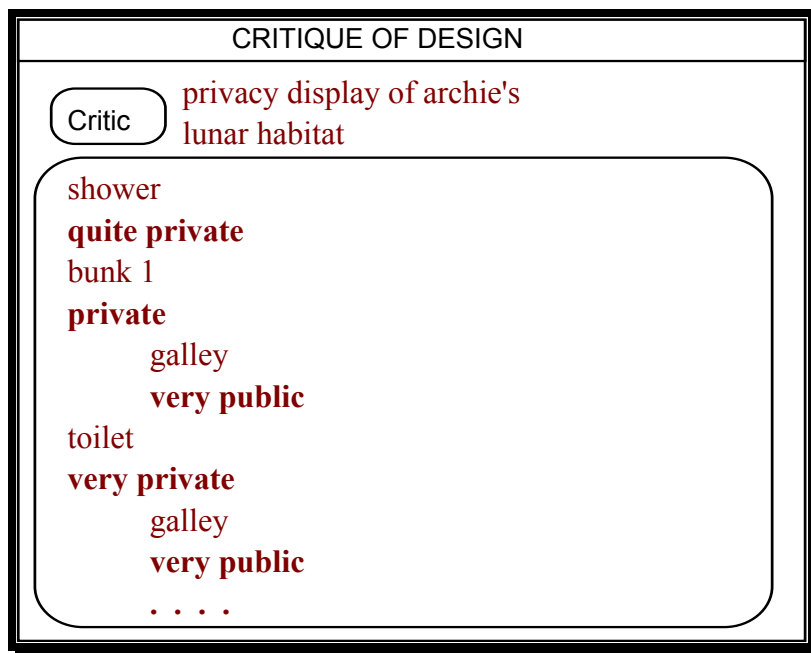 CRITIQUE OF DESIGN
Critic
privacy display of archie's
lunar habitat
shower
quite private
bunk 1
private
galley
very public
toilet
very private
galley
very public
. . . .